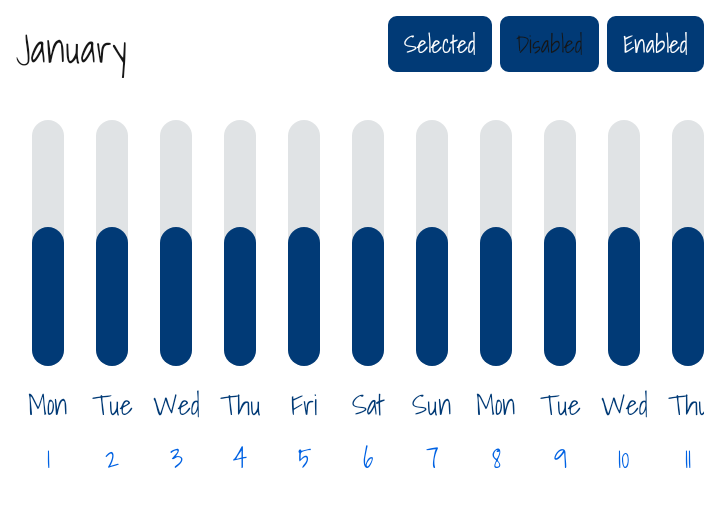 January
Selected Disabled Enabled
Mon Tue Wed Thu Fri Sat Sun Mon Tue Wed Thu
1 2 3 4 5 6 7 8 9 10 11